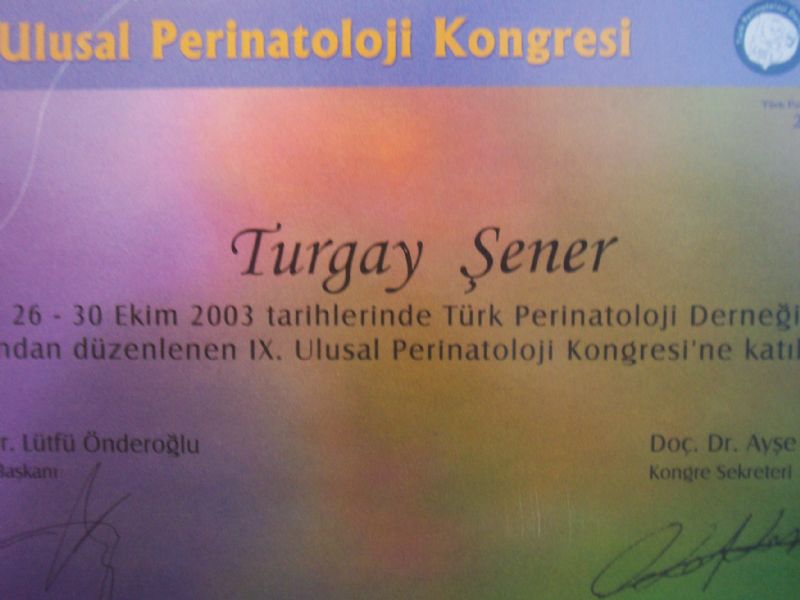 Ulusal Perinatoloji Kongresi
Türk
Turgay Şener
26 - 30 Ekim 2003 tarihlerinde Türk Perinatoloji Derneği
ndan düzenlenen IX. Ulusal Perinatoloji Kongresi'ne katıl
r. Lütfü Önderoğlu
Doç. Dr. Ayşe
Başkanı
Kongre Sekreteri